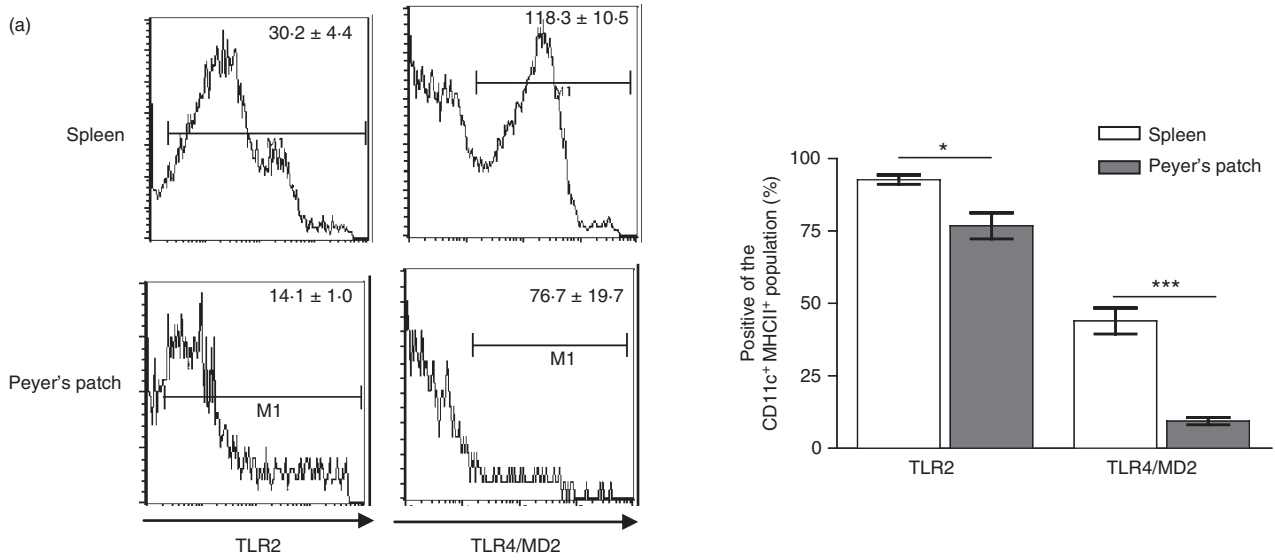 (a)
30·2 ± 4·4
118·3 ± 10·5
Spleen
M1
14·1 ± 1·0
76·7 ± 19·7
Peyer's patch
M1
M1
TLR2
TLR4/MD2
Spleen
Peyer's patch
Positive of the
CD11c⁺ MHCII⁺ population (%)
100
75
50
25
0
*
***
TLR2
TLR4/MD2